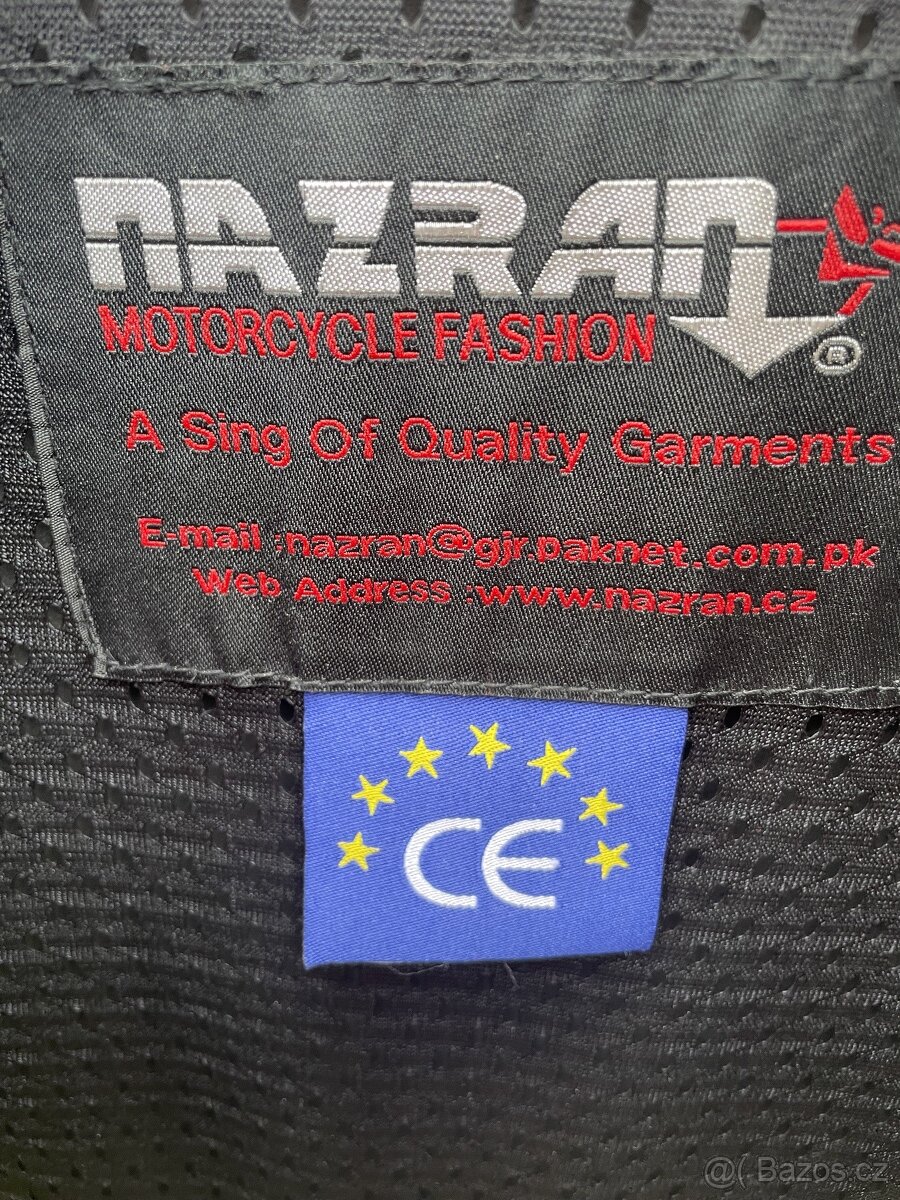 NAZRAN ®
MOTORCYCLE FASHION
A Sing Of Quality Garments
E-mail :nazran@gjr.paknet.com.pk
Web Address :www.nazran.cz
CE
@( Bazos.cz